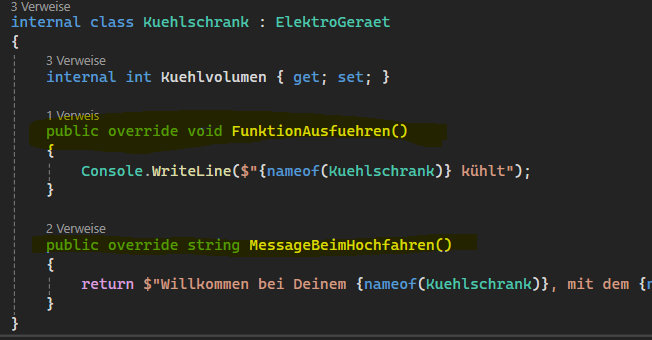 3 Verweise
internal class Kuehlschrank : ElektroGeraet
{
3 Verweise
internal int Kuehlvolumen { get; set; }
1 Verweis
public override void FunktionAusfuehren()
{
Console.WriteLine($"{nameof(Kuehlschrank)} kühlt");
}
2 Verweise
public override string MessageBeimHochfahren()
{
return $"Willkommen bei Deinem {nameof(Kuehlschrank)}, mit dem {
}
}